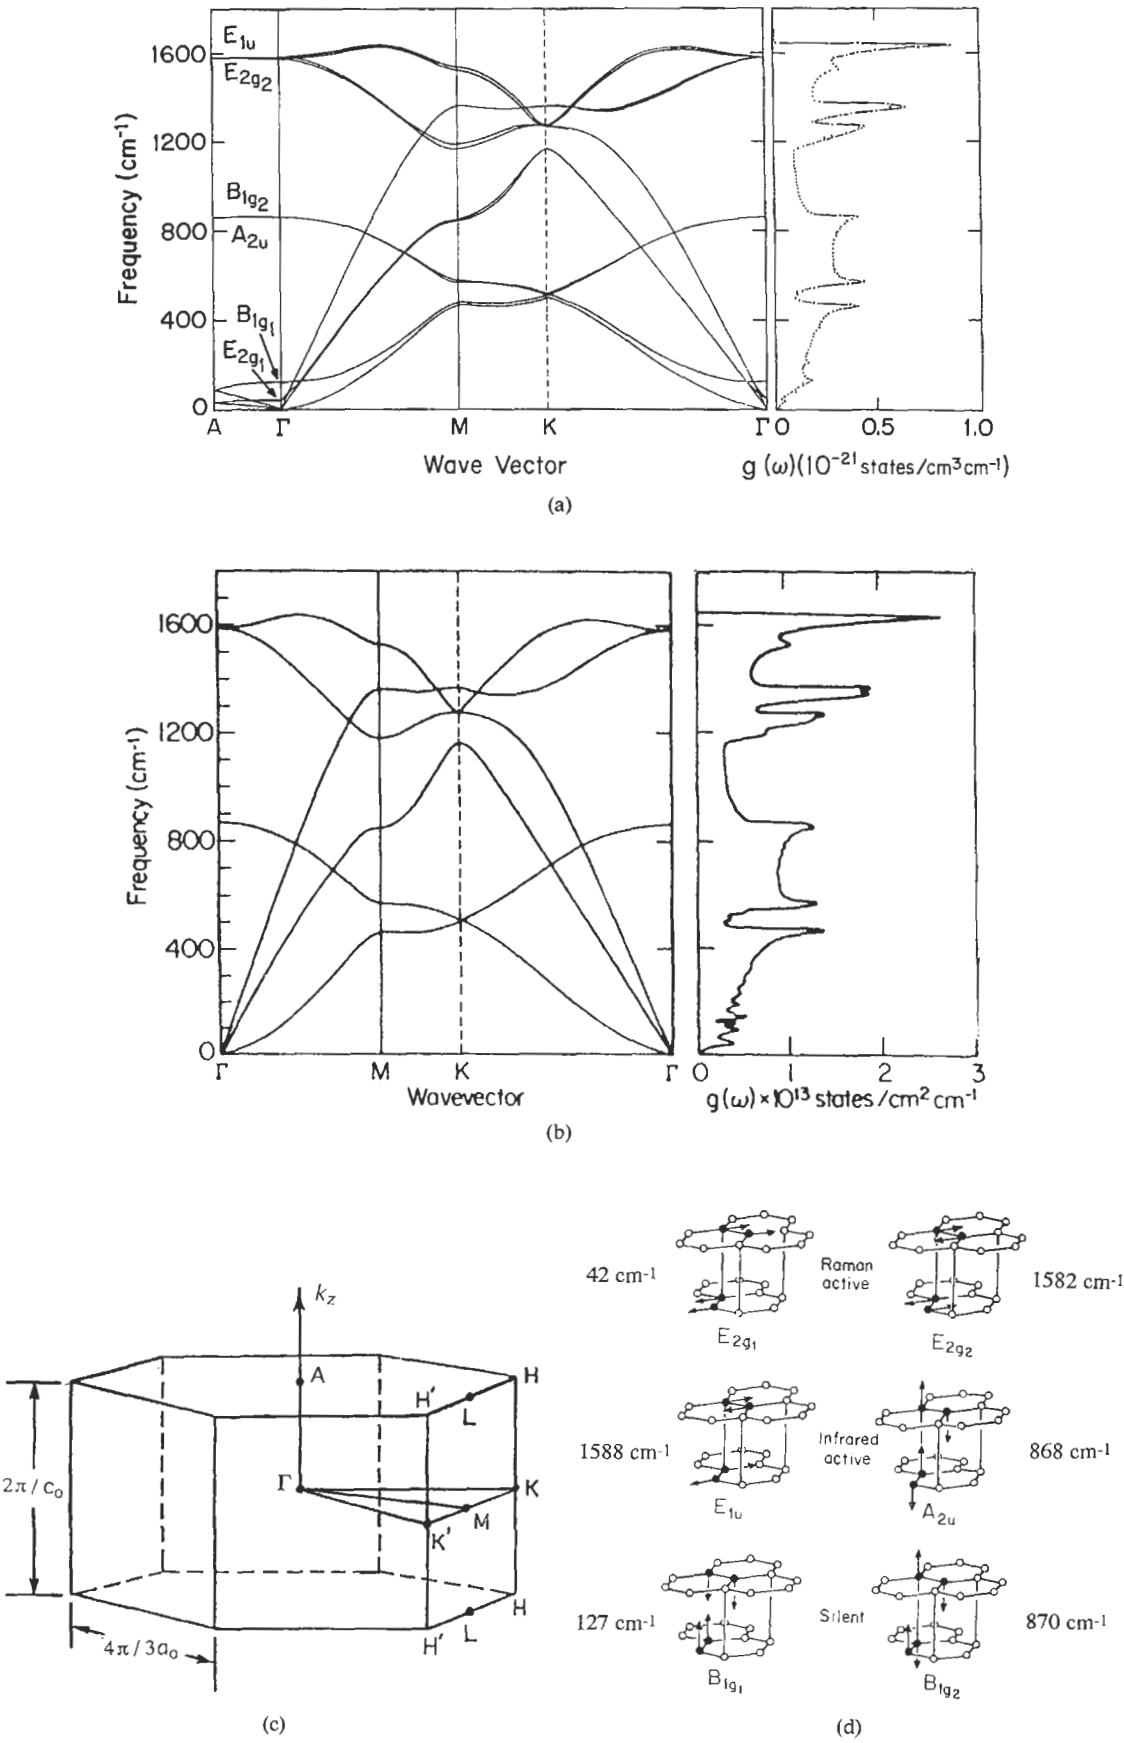 E1u
1600
E2g2
1200
B1g2
800
A2u
400
B1g1
E2g1
0
Frequency (cm-1)
A Γ M K Γ
0 0.5 1.0
Wave Vector
g (ω)(10-21 states/cm3cm-1)
(a)
1600
1200
800
400
0
Frequency (cm-1)
Γ M K Γ
0 1 2 3
Wavevector
g(ω)×1013 states/cm2 cm-1
(b)
kz
A
H
H'
L
Γ
K
M
K'
2π/c0
H
L
H'
4π/3a0
(c)
42 cm-1
Raman
active
1582 cm-1
E2g1
E2g2
1588 cm-1
Infrared
active
868 cm-1
E1u
A2u
127 cm-1
Silent
870 cm-1
B1g1
B1g2
(d)